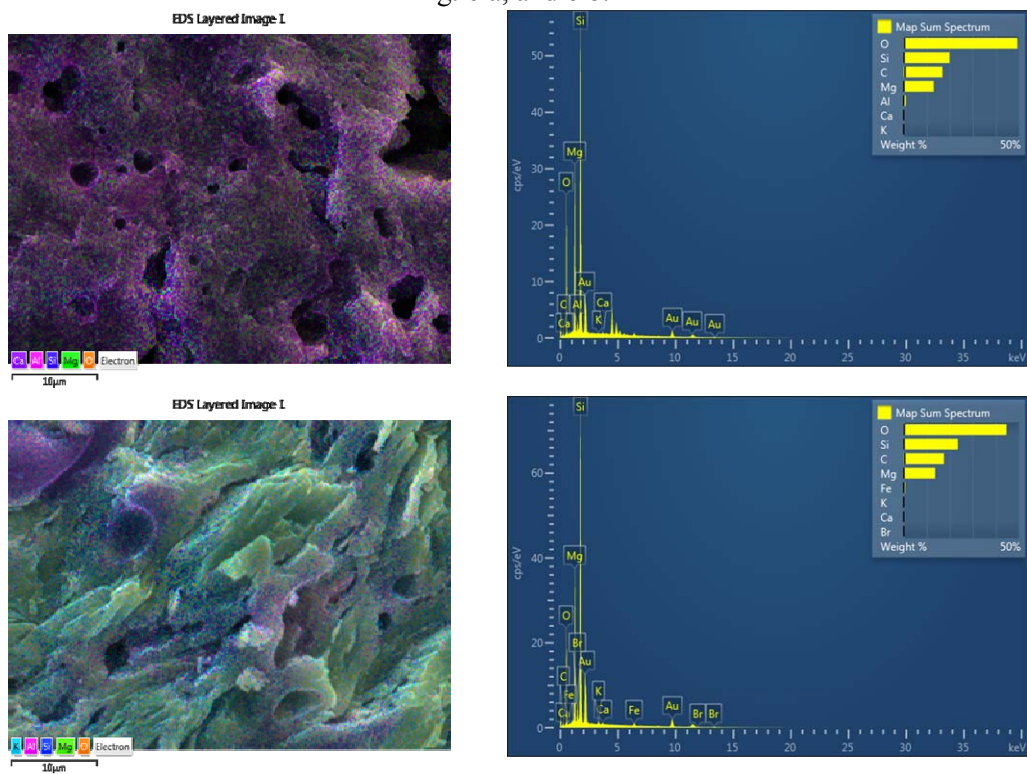 EDS Layered Image 1
Ca Al Si Mg O Electron
10µm
Si
Mg
O
Au
C Al Ca
Ca K
Au Au Au
50
40
30
20
10
0
cps/eV
0 5 10 15 20 25 30 35 keV
Map Sum Spectrum
O
Si
C
Mg
Al
Ca
K
Weight % 50%
EDS Layered Image 1
K Al Si Mg O Electron
10µm
Si
Mg
O
Br
Au
C
Fe K
Ca Ca Fe Au Br Br
60
40
20
0
cps/eV
0 5 10 15 20 25 30 35 keV
Map Sum Spectrum
O
Si
C
Mg
Fe
K
Ca
Br
Weight % 50%